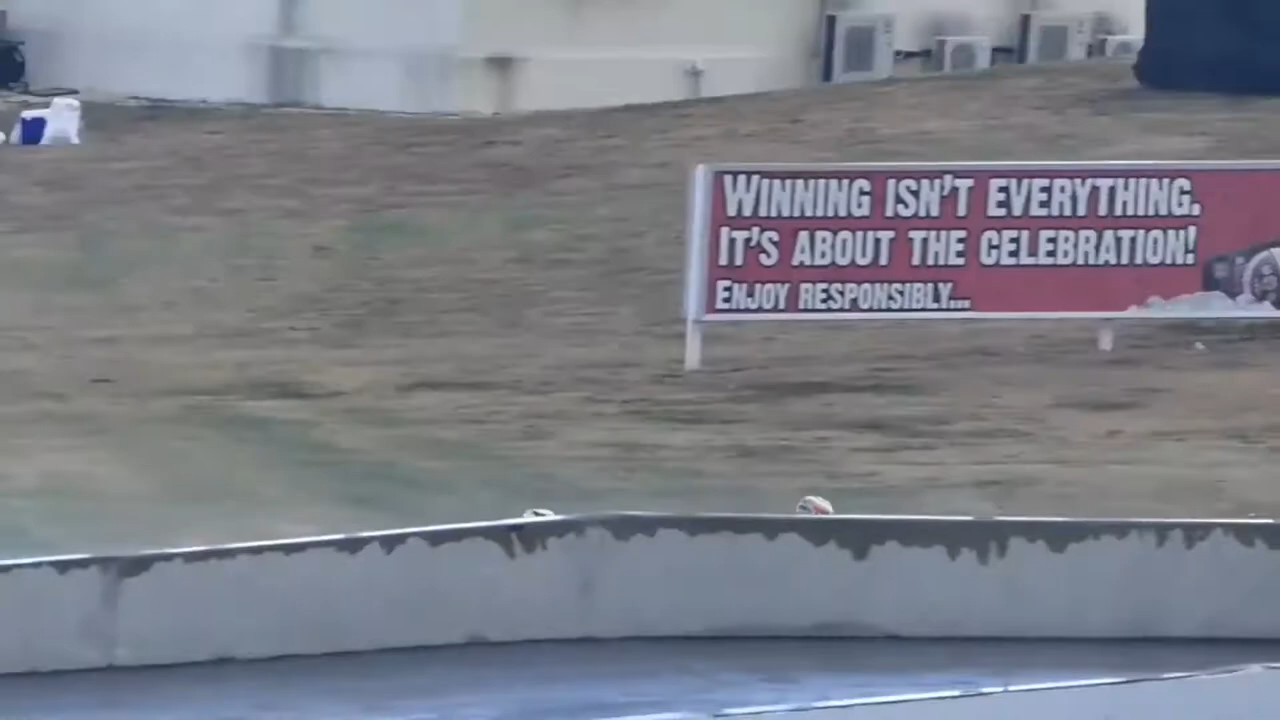 WINNING ISN'T EVERYTHING.
IT'S ABOUT THE CELEBRATION!
ENJOY RESPONSIBLY...